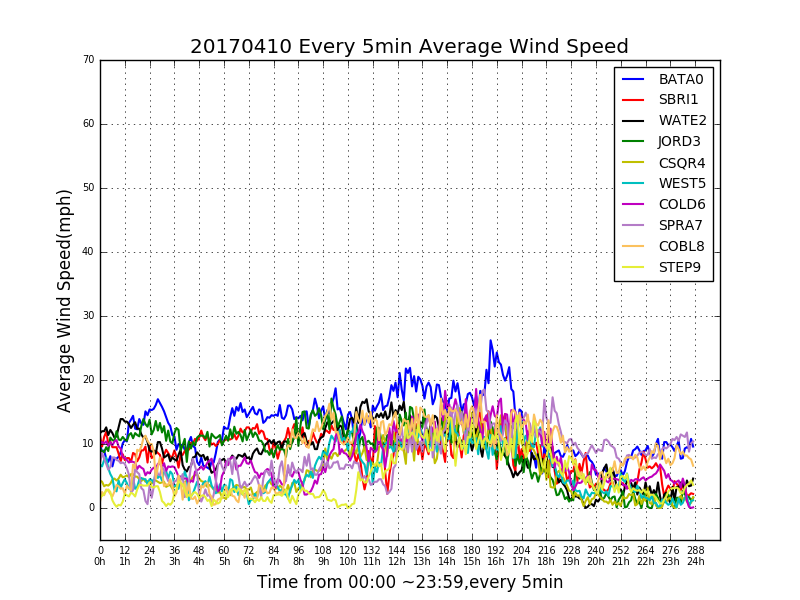 20170410 Every 5min Average Wind Speed
70
60
50
40
30
20
10
0
Average Wind Speed(mph)
BATA0
SBRI1
WATE2
JORD3
CSQR4
WEST5
COLD6
SPRA7
COBL8
STEP9
0 12 24 36 48 60 72 84 96 108 120 132 144 156 168 180 192 204 216 228 240 252 264 276 288
0h 1h 2h 3h 4h 5h 6h 7h 8h 9h 10h 11h 12h 13h 14h 15h 16h 17h 18h 19h 20h 21h 22h 23h 24h
Time from 00:00 ~23:59,every 5min